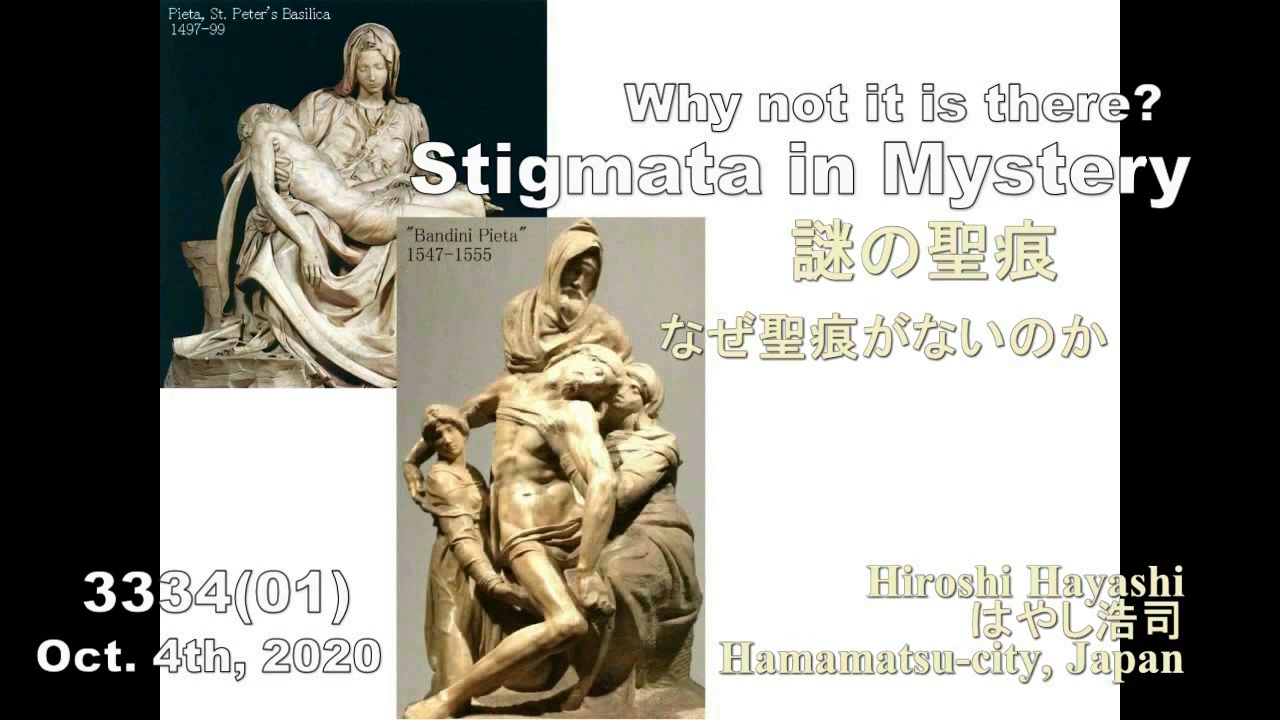 Pieta, St. Peter's Basilica
1497-99
Why not it is there?
Stigmata in Mystery
謎の聖痕
"Bandini Pieta"
1547-1555
なぜ聖痕がないのか
3334(01)
Oct. 4th, 2020
Hiroshi Hayashi
はやし浩司
Hamamatsu-city, Japan